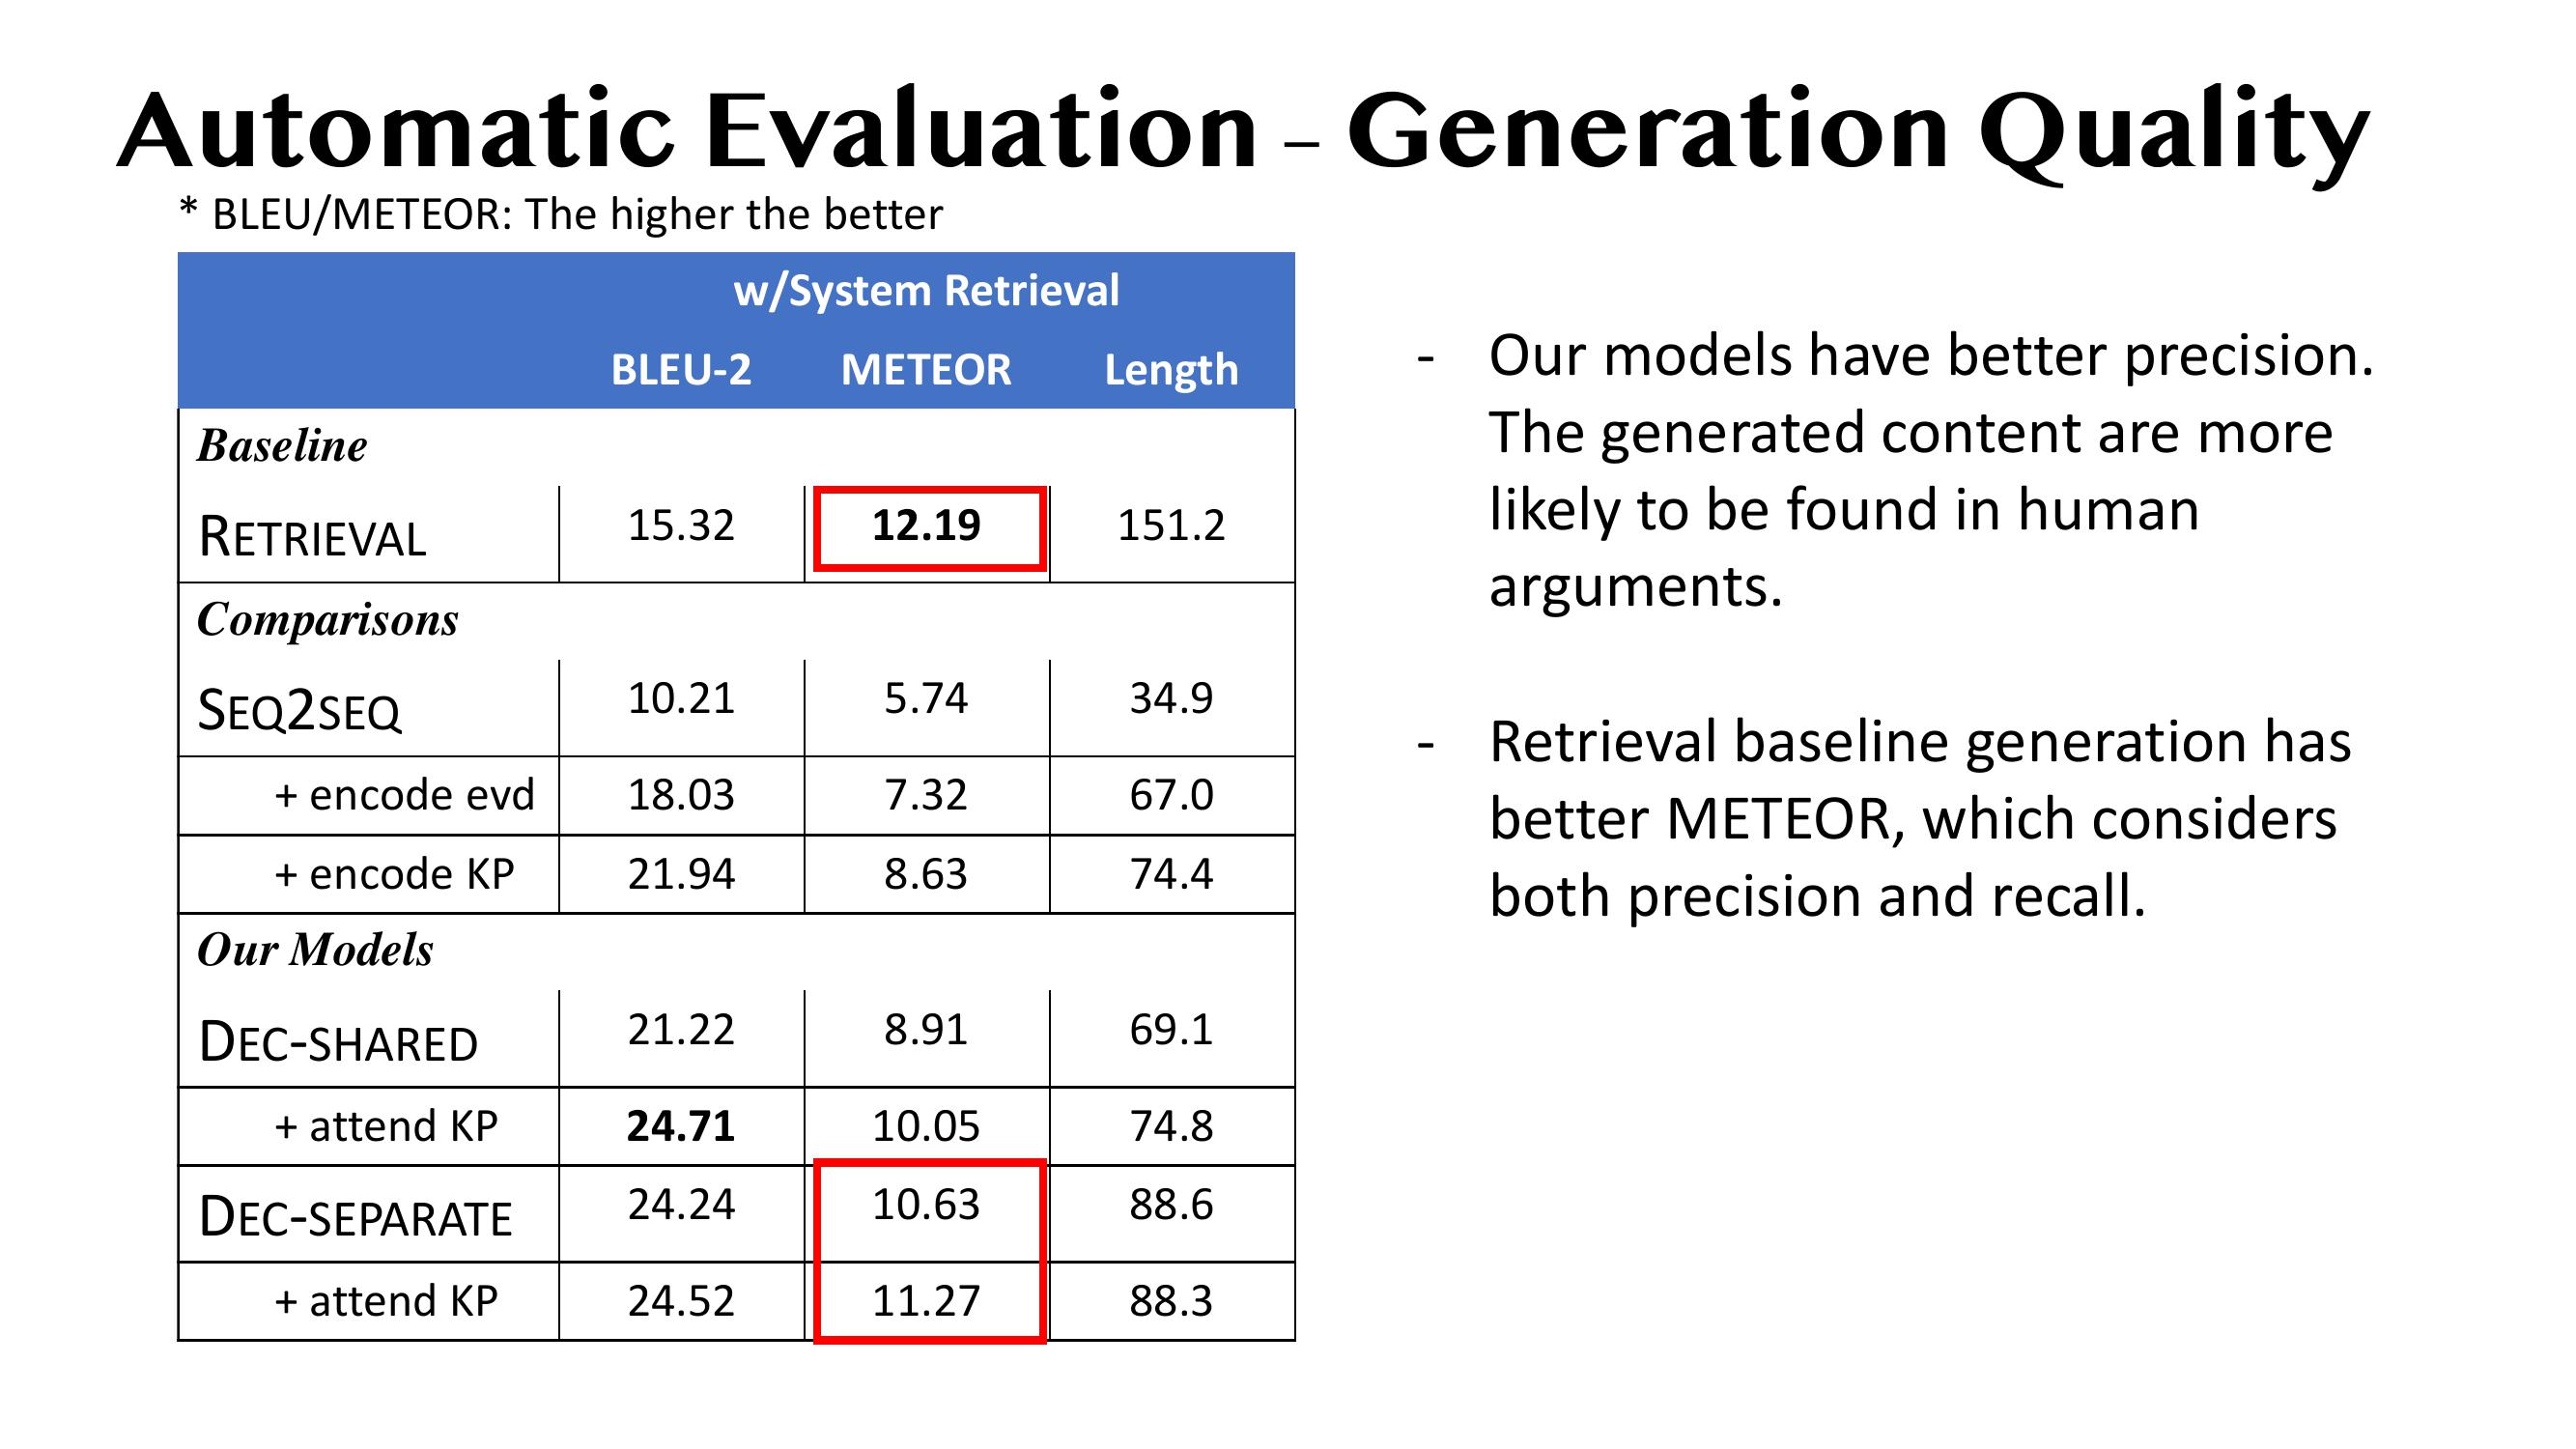 Automatic Evaluation – Generation Quality
* BLEU/METEOR: The higher the better
w/System Retrieval
BLEU-2 METEOR Length
Baseline
RETRIEVAL 15.32 12.19 151.2
Comparisons
SEQ2SEQ 10.21 5.74 34.9
+ encode evd 18.03 7.32 67.0
+ encode KP 21.94 8.63 74.4
Our Models
DEC-SHARED 21.22 8.91 69.1
+ attend KP 24.71 10.05 74.8
DEC-SEPARATE 24.24 10.63 88.6
+ attend KP 24.52 11.27 88.3
- Our models have better precision.
The generated content are more
likely to be found in human
arguments.
- Retrieval baseline generation has
better METEOR, which considers
both precision and recall.